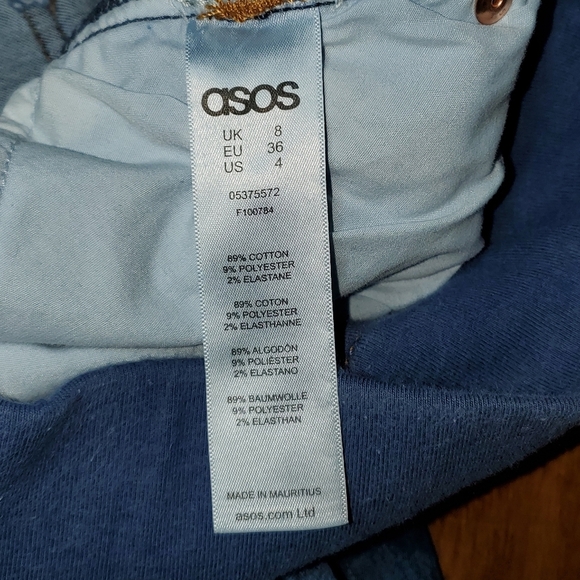 asos
UK 8
EU 36
US 4
05375572
F100784
89% COTTON
9% POLYESTER
2% ELASTANE
89% COTON
9% POLYESTER
2% ELASTHANNE
89% ALGODÓN
9% POLIÉSTER
2% ELASTANO
89% BAUMWOLLE
9% POLYESTER
2% ELASTHAN
MADE IN MAURITIUS
asos.com Ltd